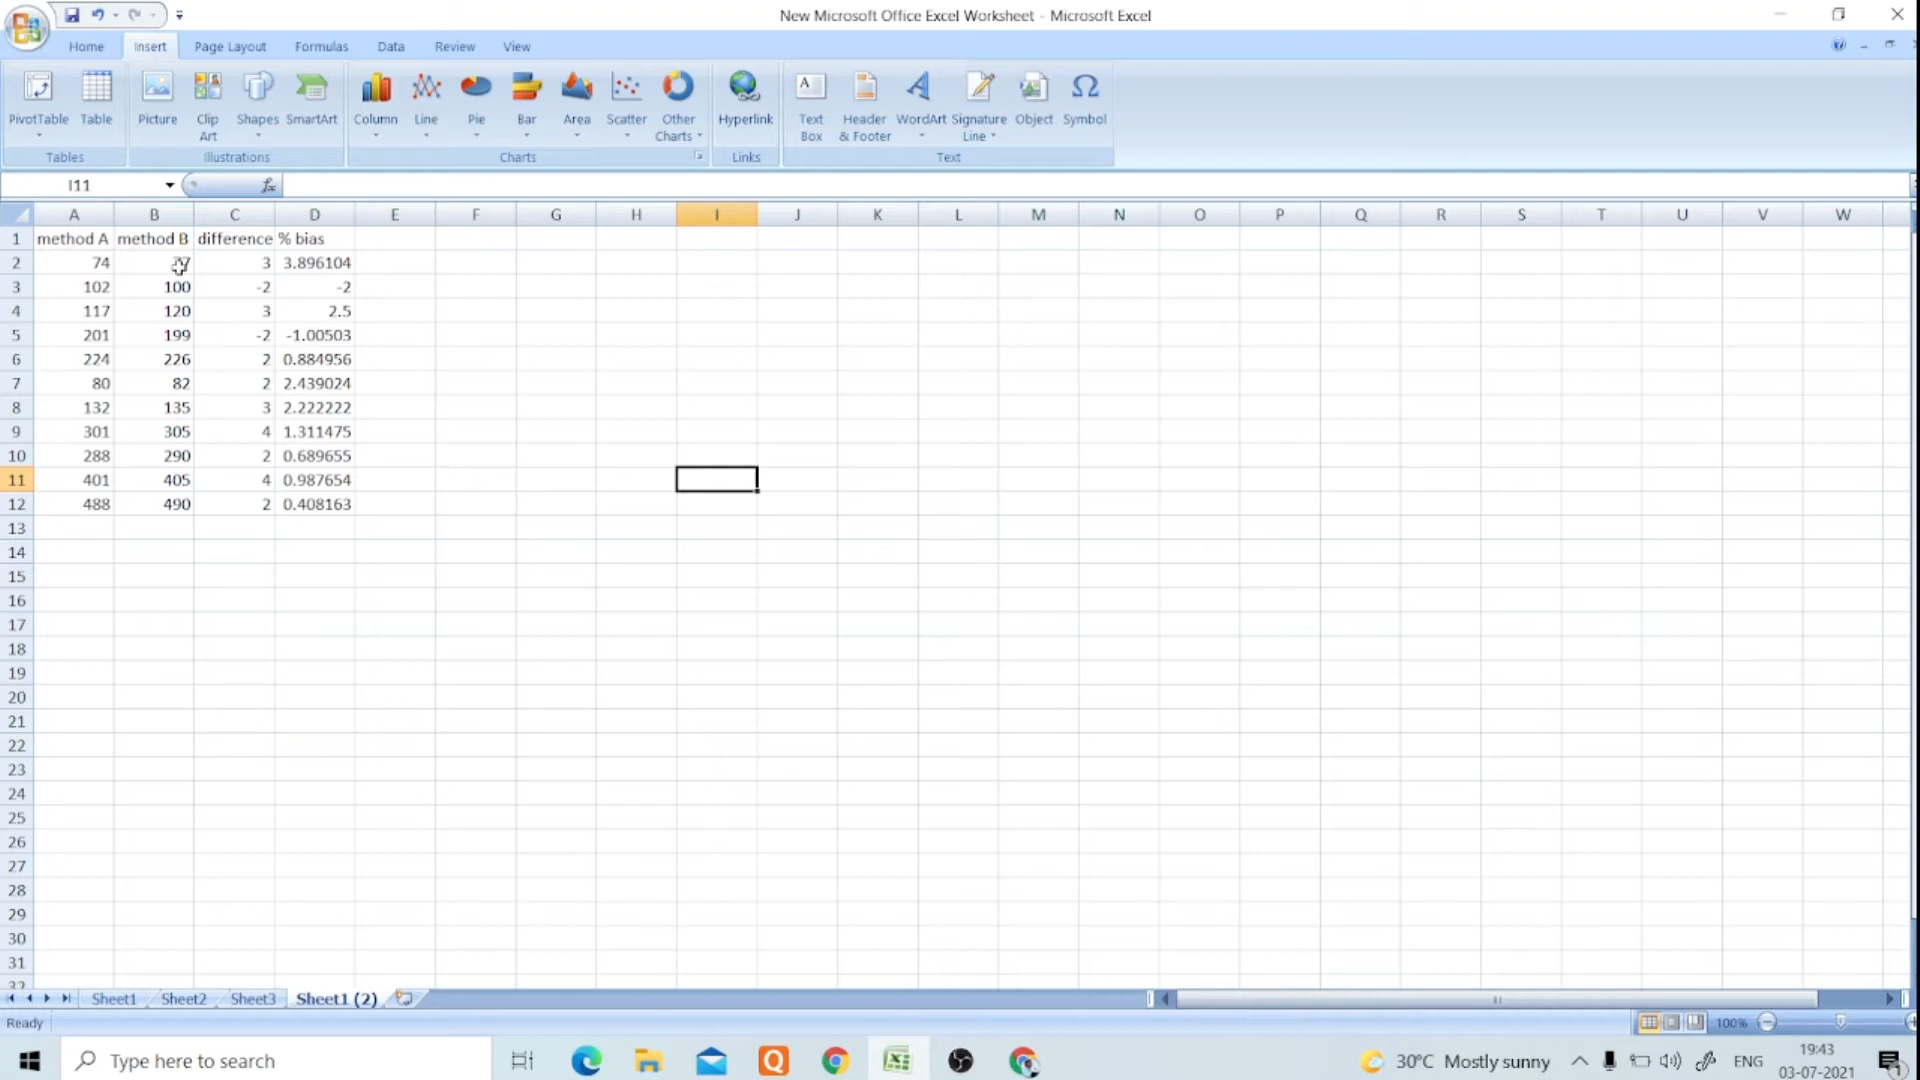 New Microsoft Office Excel Worksheet - Microsoft Excel
Home Insert Page Layout Formulas Data Review View
PivotTable Table Picture Clip Art Shapes SmartArt Column Line Pie Bar Area Scatter Other Charts Hyperlink Text Box Header & Footer WordArt Signature Line Object Symbol
Tables Illustrations Charts Links Text
I11 fx
A B C D E F G H I J K L M N O P Q R S T U V W
1 method A method B difference % bias
2 74 3 3.896104
3 102 100 -2 -2
4 117 120 3 2.5
5 201 199 -2 -1.00503
6 224 226 2 0.884956
7 80 82 2 2.439024
8 132 135 3 2.222222
9 301 305 4 1.311475
10 288 290 2 0.689655
11 401 405 4 0.987654
12 488 490 2 0.408163
13
14
15
16
17
18
19
20
21
22
23
24
25
26
27
28
29
30
31
32
Sheet1 Sheet2 Sheet3 Sheet1 (2)
Ready 100%
Type here to search 30°C Mostly sunny ENG 19:43
03-07-2021 1